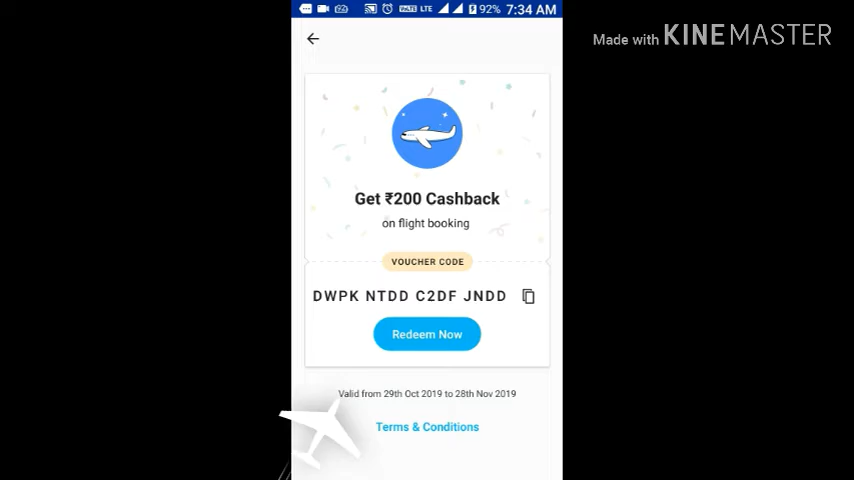 VoLTE LTE 92% 7:34 AM
Made with KINEMASTER
Get ₹200 Cashback
on flight booking
VOUCHER CODE
DWPK NTDD C2DF JNDD
Redeem Now
Valid from 29th Oct 2019 to 28th Nov 2019
Terms & Conditions